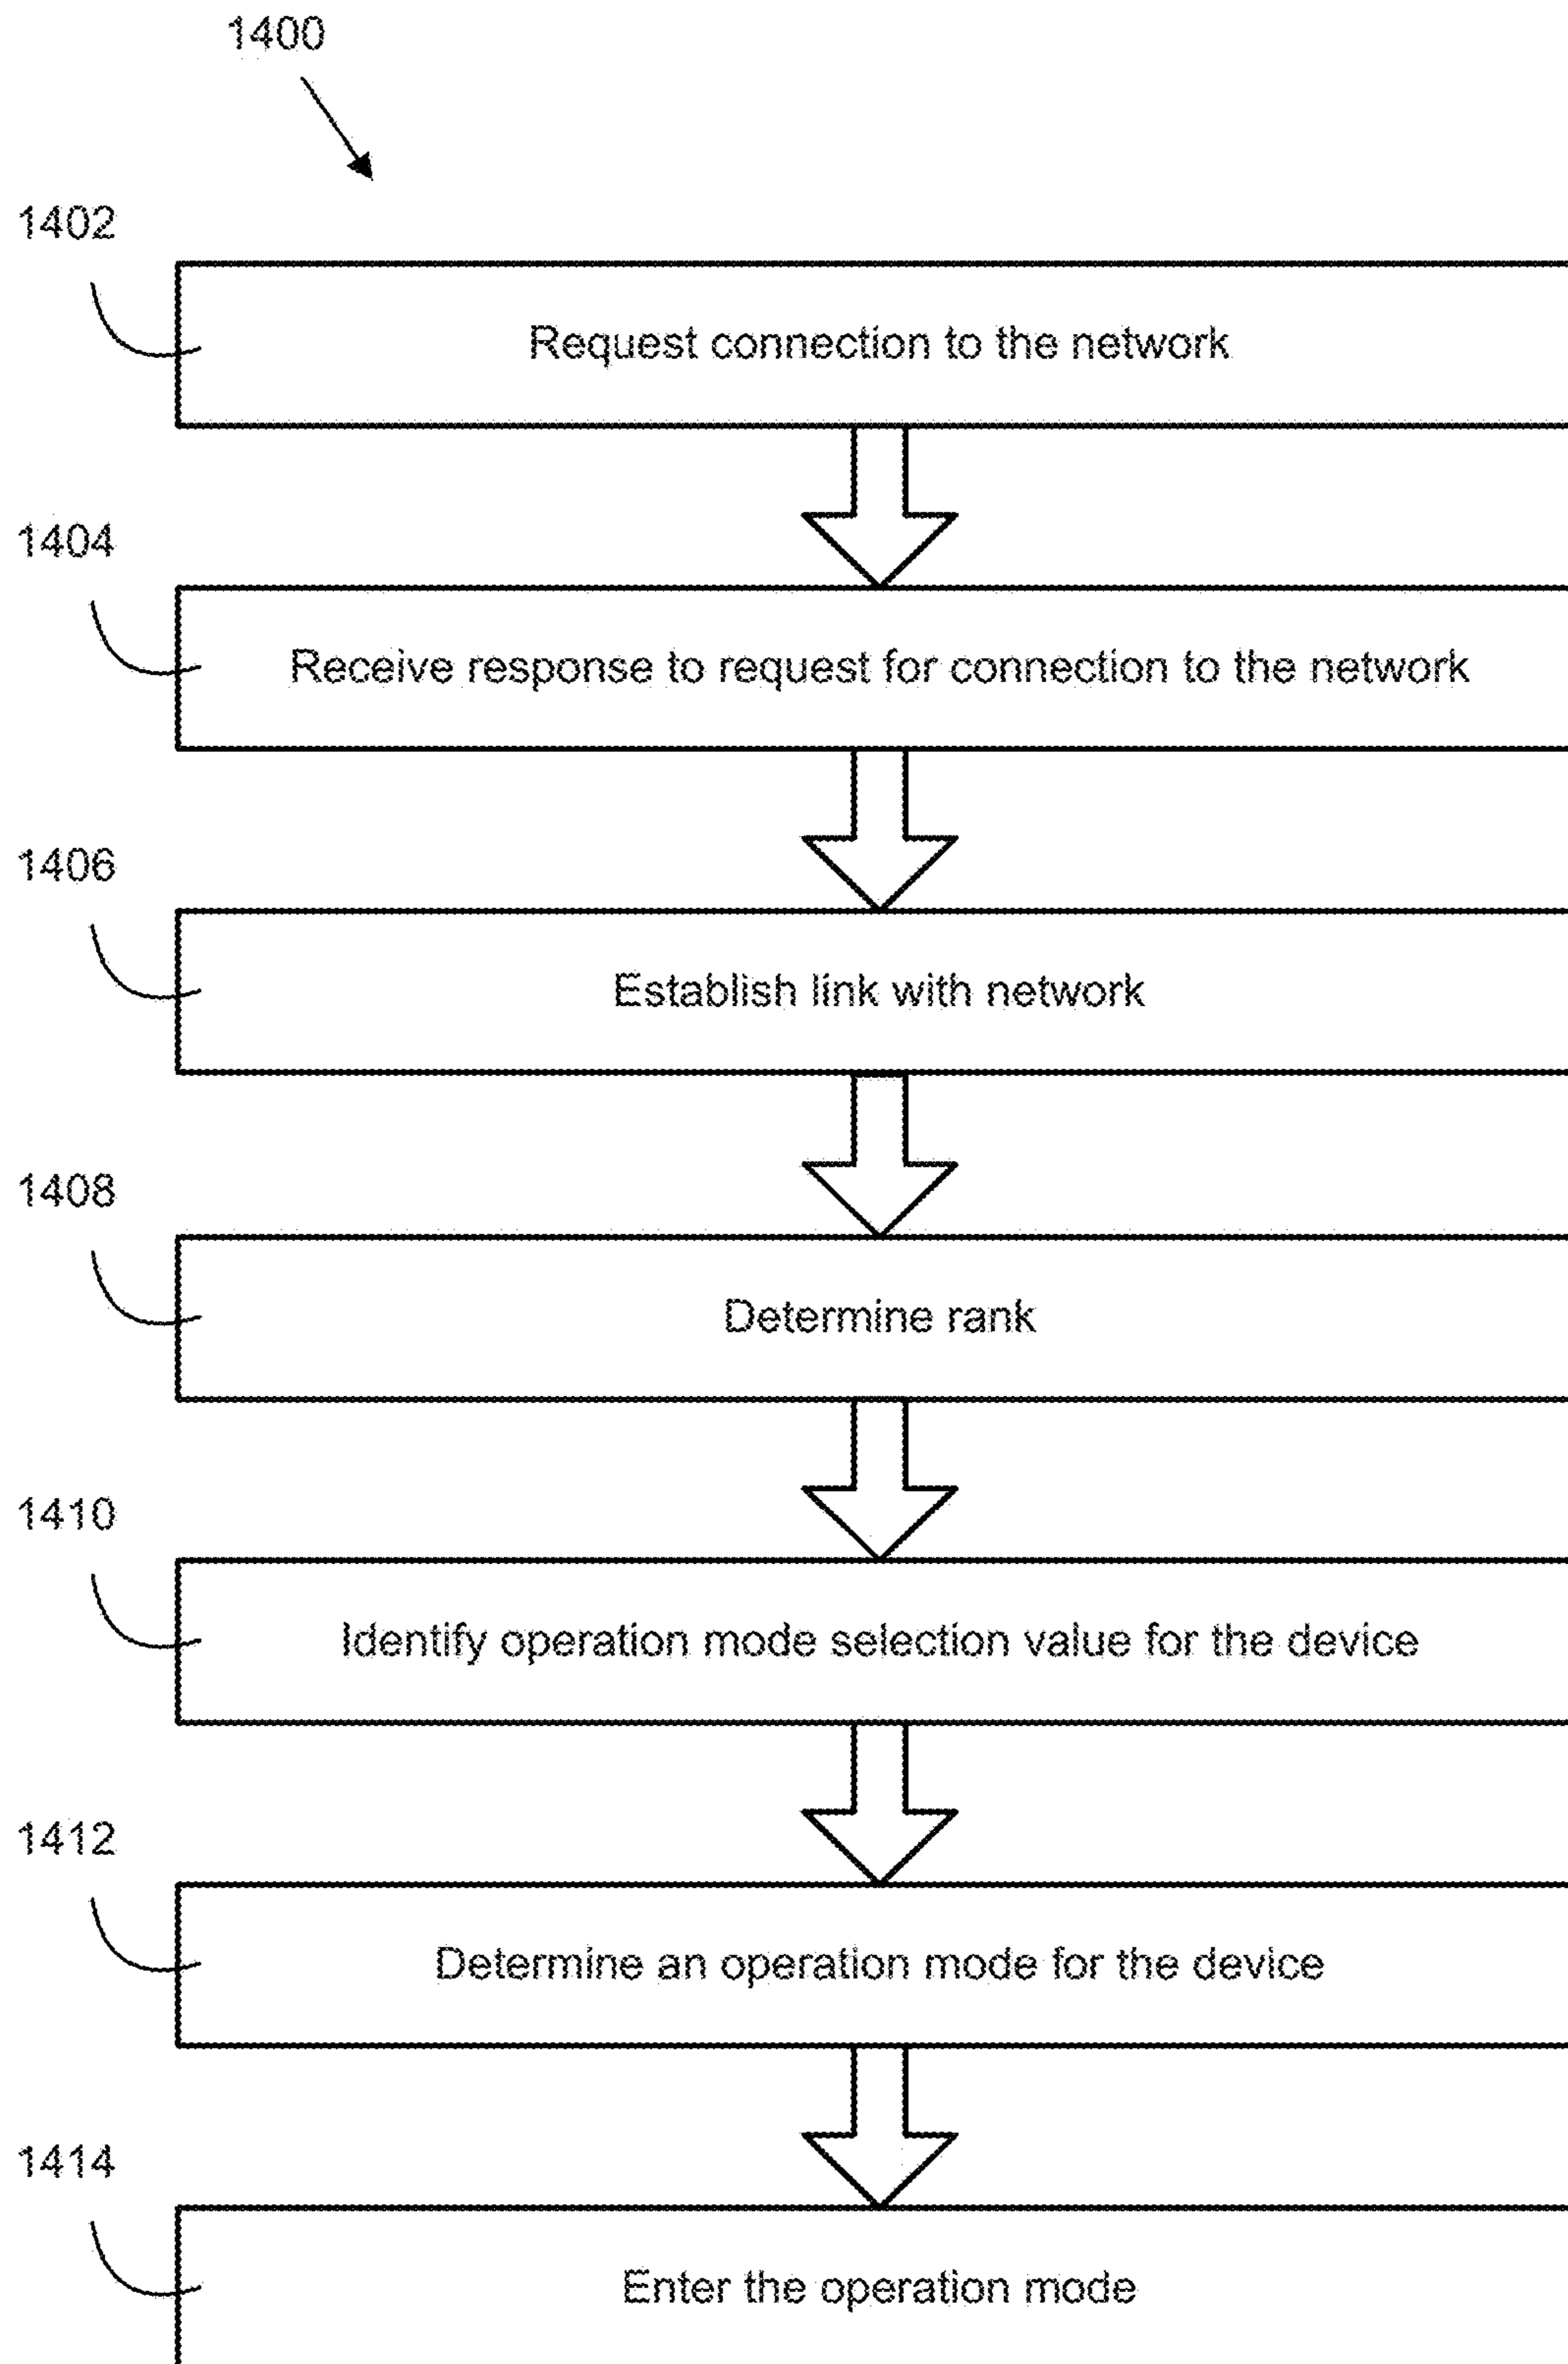 1400
1402
Request connection to the network
1404
Receive response to request for connection to the network
1406
Establish link with network
1408
Determine rank
1410
Identify operation mode selection value for the device
1412
Determine an operation mode for the device
1414
Enter the operation mode